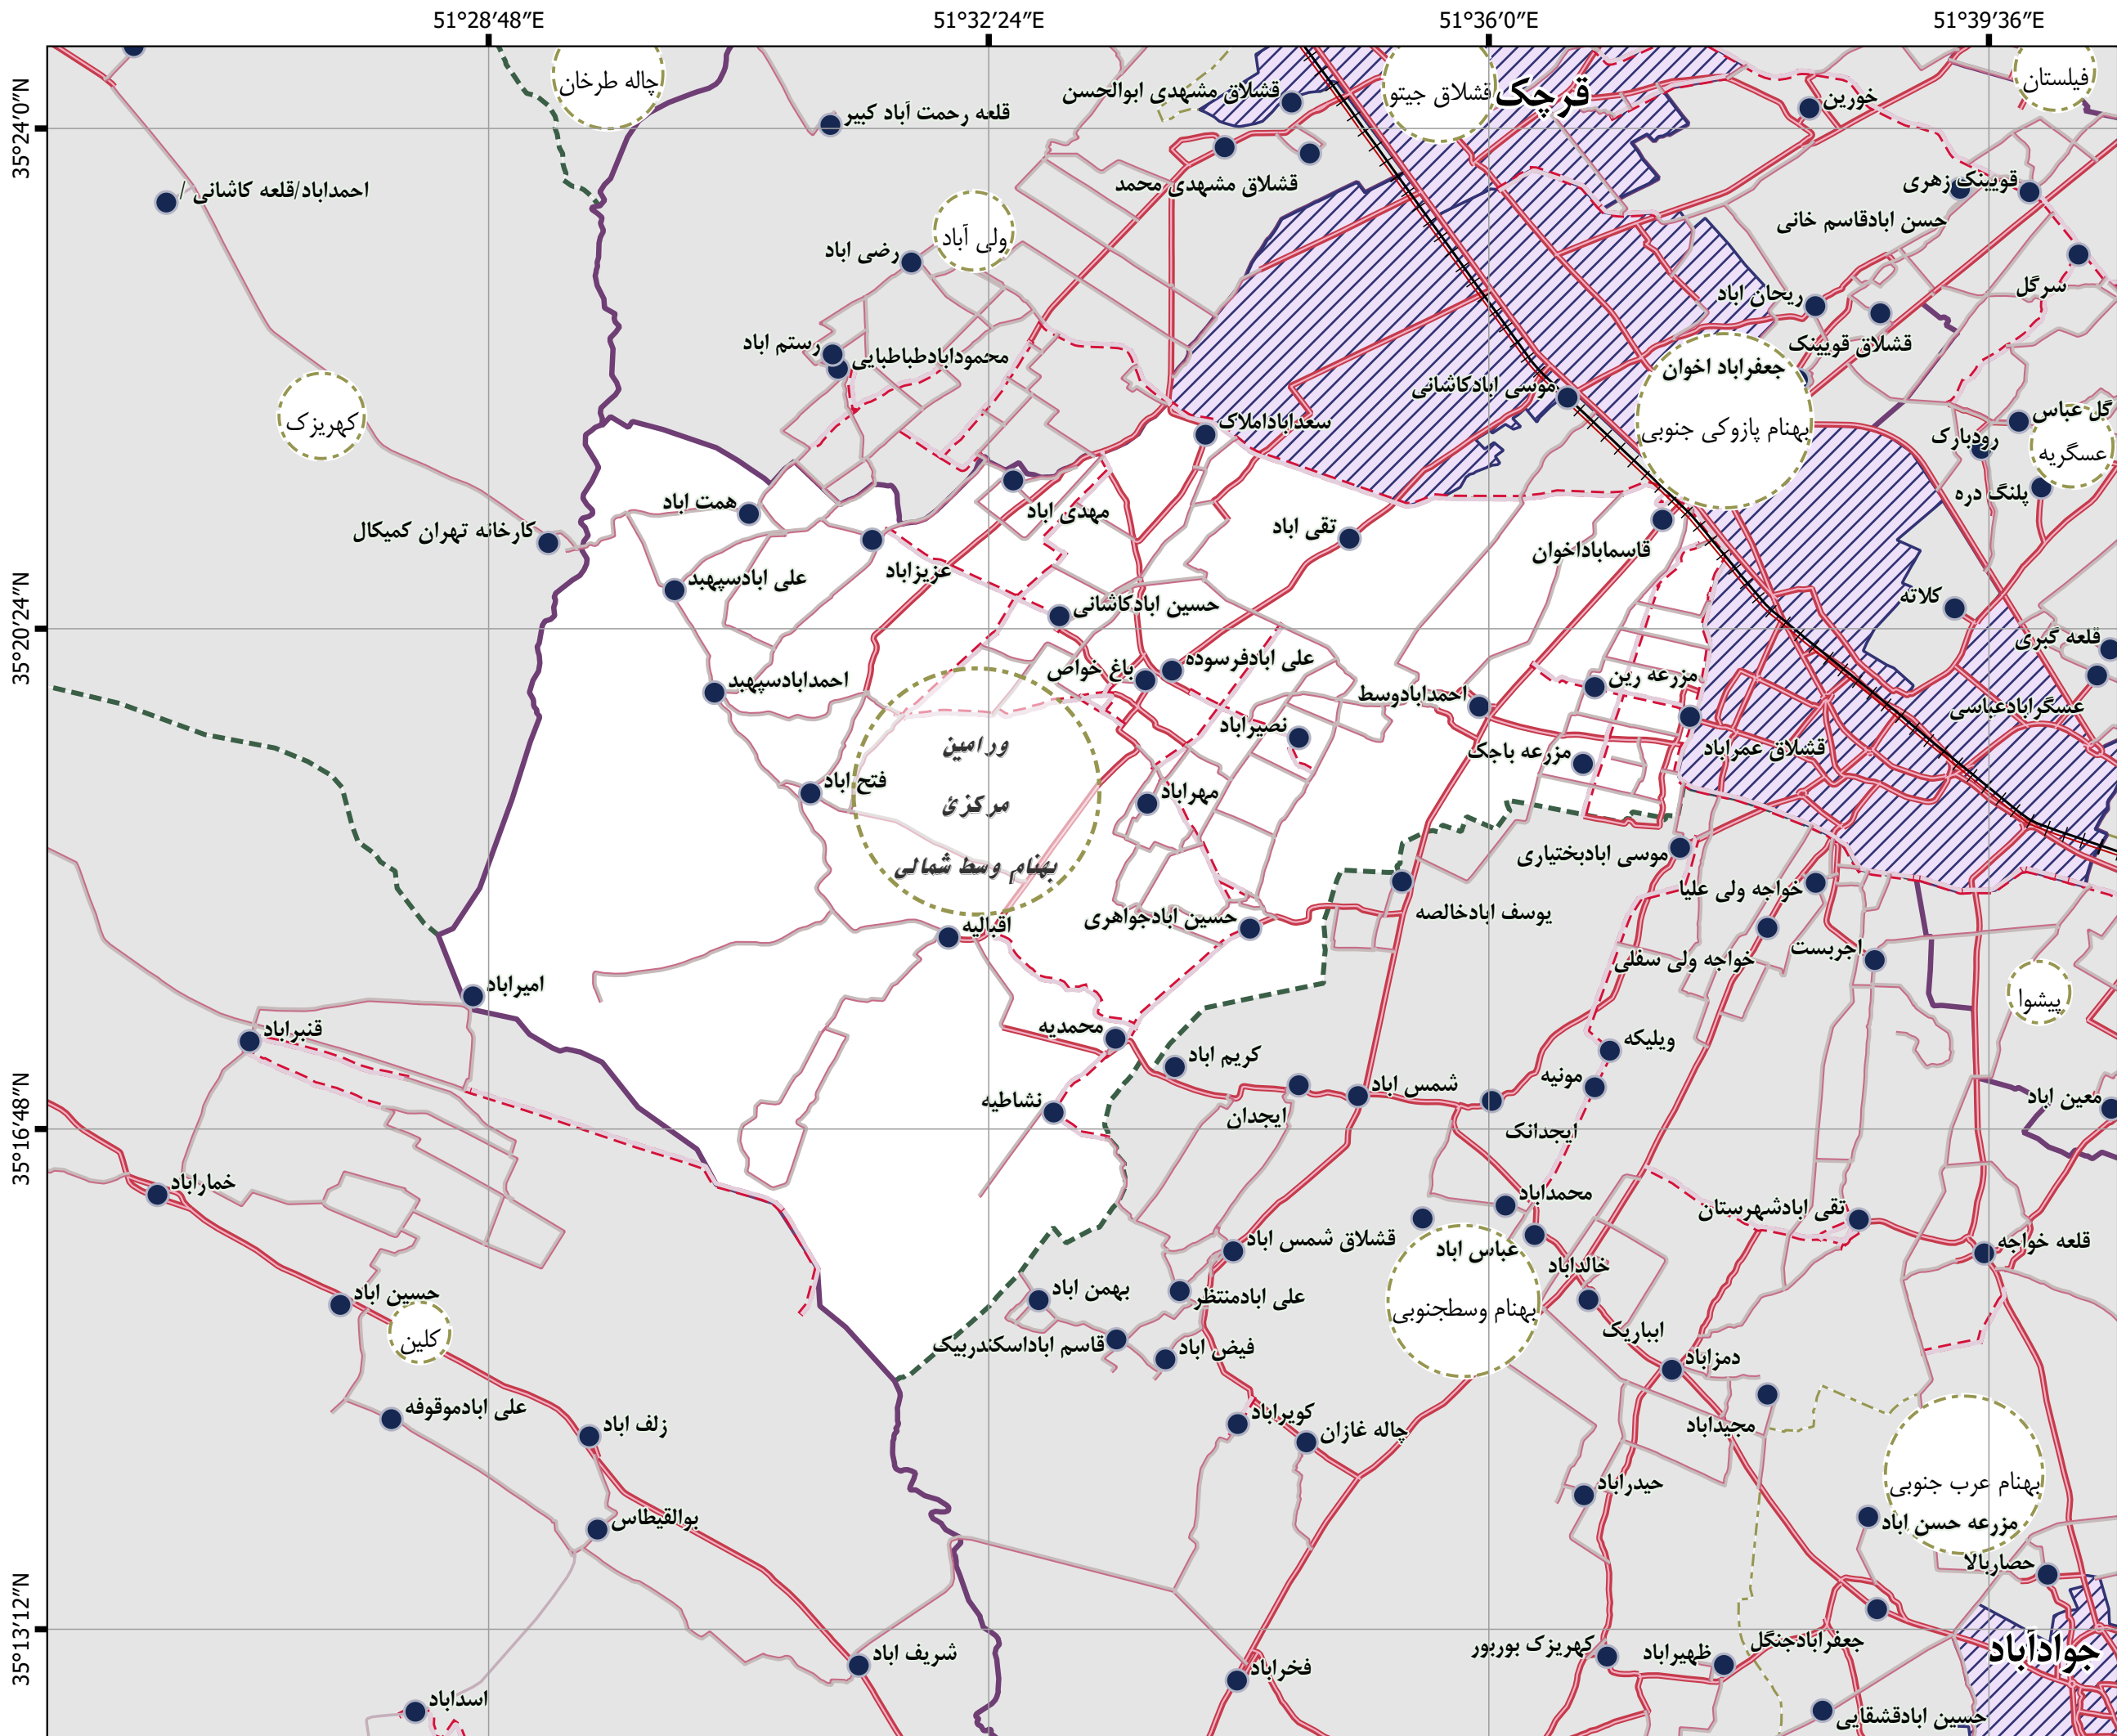 51°28′48″E
51°32′24″E
51°36′0″E
51°39′36″E
35°24′0″N
35°20′24″N
35°16′48″N
35°13′12″N
چاله طرخان
قلعه رحمت آباد کبیر
قشلاق مشهدی ابوالحسن
قشلاق جیتو
قرچک
خورین
فیلستان
احمداباد/قلعه کاشانی /
قشلاق مشهدی محمد
قویینک زهری
حسن ابادقاسم خانی
ولی آباد
رضی اباد
سرگل
ریحان اباد
قشلاق قویینک
رستم اباد
محمودابادطباطبایی
جعفراباد اخوان
موسی ابادکاشانی
کهریزک
سعداباداملاک
بهنام پازوکی جنوبی
گل عباس
رودبارک
عسگریه
همت اباد
مهدی اباد
پلنگ دره
کارخانه تهران کمیکال
تقی اباد
قاسماباداخوان
عزیزاباد
علی ابادسپهبد
حسین ابادکاشانی
کلاته
قلعه گبری
باغ خواص
علی ابادفرسوده
احمدابادسپهبد
احمدابادوسط
مزرعه رین
عسگرابادعباسی
نصیراباد
ورامین
مرکزئ
بهنام وسط شمالی
مزرعه باجک
قشلاق عمراباد
فتح اباد
مهراباد
موسی ابادبختیاری
خواجه ولی علیا
یوسف ابادخالصه
حسین ابادجواهری
اقبالیه
اجربست
خواجه ولی سفلی
امیراباد
پیشوا
قنبراباد
محمدیه
کریم اباد
ویلیکه
مونیه
شمس اباد
نشاطیه
ایجدان
ایجدانک
معین اباد
خماراباد
محمداباد
تقی ابادشهرستان
قشلاق شمس اباد
عباس اباد
قلعه خواجه
خالداباد
بهمن اباد
علی ابادمنتظر
حسین اباد
بهنام وسطجنوبی
کلین
قاسم اباداسکندربیک
فیض اباد
ابباریک
دمزاباد
علی ابادموقوفه
زلف اباد
کویراباد
چاله غازان
مجیداباد
حیدراباد
بهنام عرب جنوبی
مزرعه حسن اباد
بوالقیطاس
حصاربالا
شریف اباد
فخراباد
کهریزک بوربور
ظهیراباد
جعفرابادجنگل
جوادآباد
اسداباد
حسین ابادقشقایی